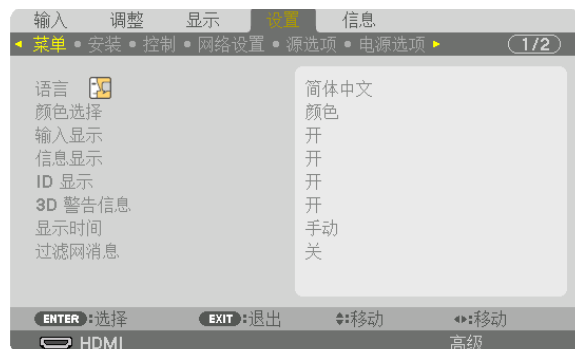 输入 调整 显示 设置 信息
菜单 • 安装 • 控制 • 网络设置 • 源选项 • 电源选项 1/2
语言 简体中文
颜色选择 颜色
输入显示 开
信息显示 开
ID 显示 开
3D 警告信息 开
显示时间 手动
过滤网消息 关
ENTER :选择 EXIT :退出 :移动 :移动
HDMI 高级